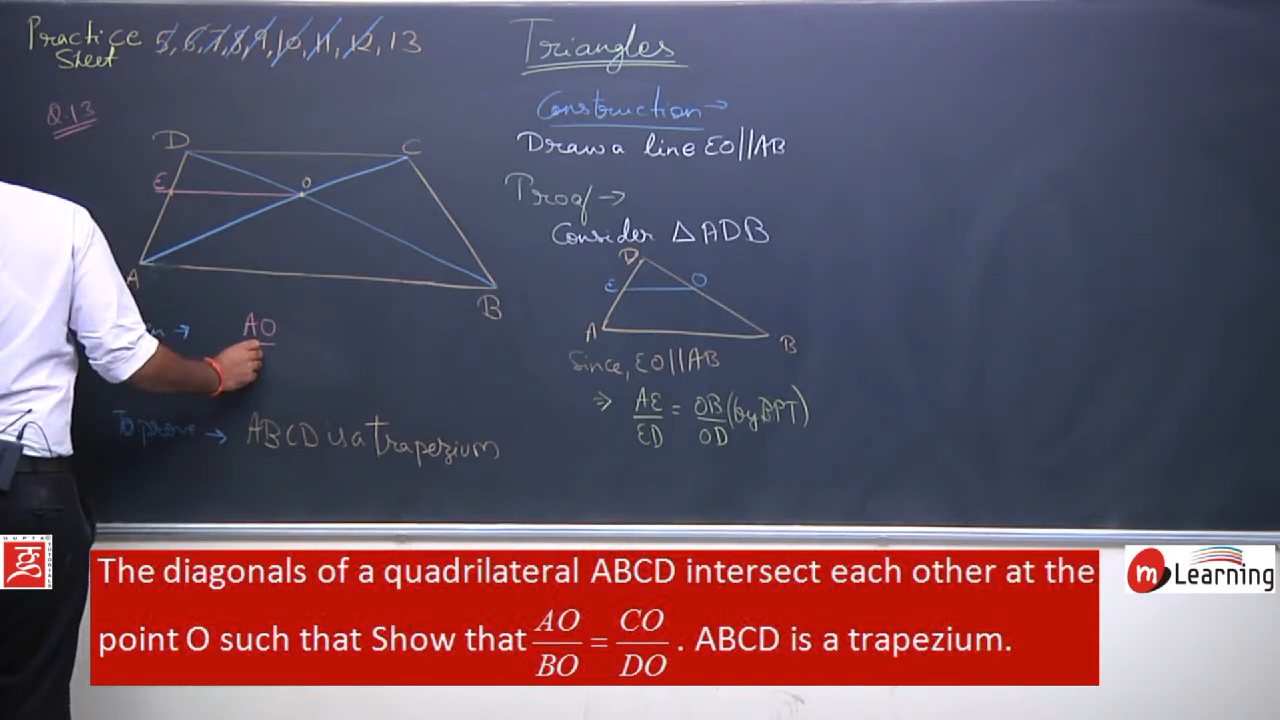 Practice 5, 6, 7, 8, 9, 10, 11, 12, 13
Sheet
Q.13
D
C
E
O
A
B
AO
To prove → ABCD is a trapezium
Triangles
Construction →
Draw a line EO||AB
Proof →
Consider △ADB
D
E
O
A
B
Since, EO||AB
⇒ AE/ED = OB/OD (by BPT)
GUPTA TUTORIALS
The diagonals of a quadrilateral ABCD intersect each other at the
point O such that Show that AO/BO = CO/DO . ABCD is a trapezium.
m Learning